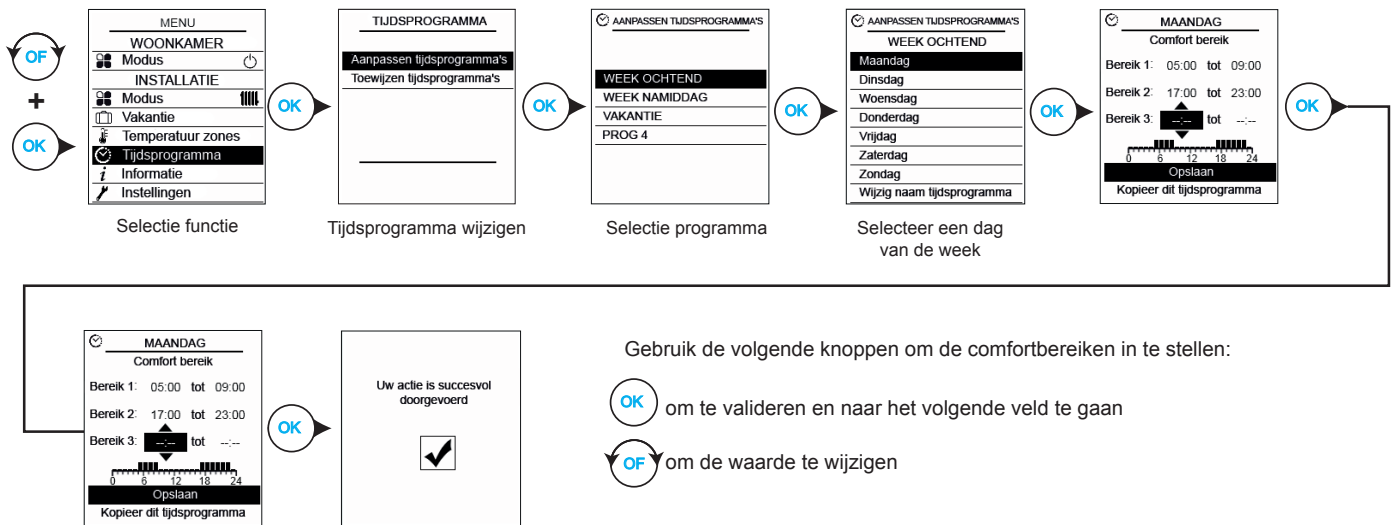 OF
+
OK
MENU
WOONKAMER
Modus
INSTALLATIE
Modus
Vakantie
Temperatuur zones
Tijdsprogramma
Informatie
Instellingen
Selectie functie
OK
TIJDSPROGRAMMA
Aanpassen tijdsprogramma's
Toewijzen tijdsprogramma's
Tijdsprogramma wijzigen
OK
AANPASSEN TIJDSPROGRAMMA'S
WEEK OCHTEND
WEEK NAMIDDAG
VAKANTIE
PROG 4
Selectie programma
OK
AANPASSEN TIJDSPROGRAMMA'S
WEEK OCHTEND
Maandag
Dinsdag
Woensdag
Donderdag
Vrijdag
Zaterdag
Zondag
Wijzig naam tijdsprogramma
Selecteer een dag
van de week
OK
MAANDAG
Comfort bereik
Bereik 1: 05:00 tot 09:00
Bereik 2: 17:00 tot 23:00
Bereik 3: --:-- tot --:--
0 6 12 18 24
Opslaan
Kopieer dit tijdsprogramma
OK
MAANDAG
Comfort bereik
Bereik 1: 05:00 tot 09:00
Bereik 2: 17:00 tot 23:00
Bereik 3: --:-- tot --:--
0 6 12 18 24
Opslaan
Kopieer dit tijdsprogramma
OK
Uw actie is succesvol
doorgevoerd
Gebruik de volgende knoppen om de comfortbereiken in te stellen:
OK om te valideren en naar het volgende veld te gaan
OF om de waarde te wijzigen